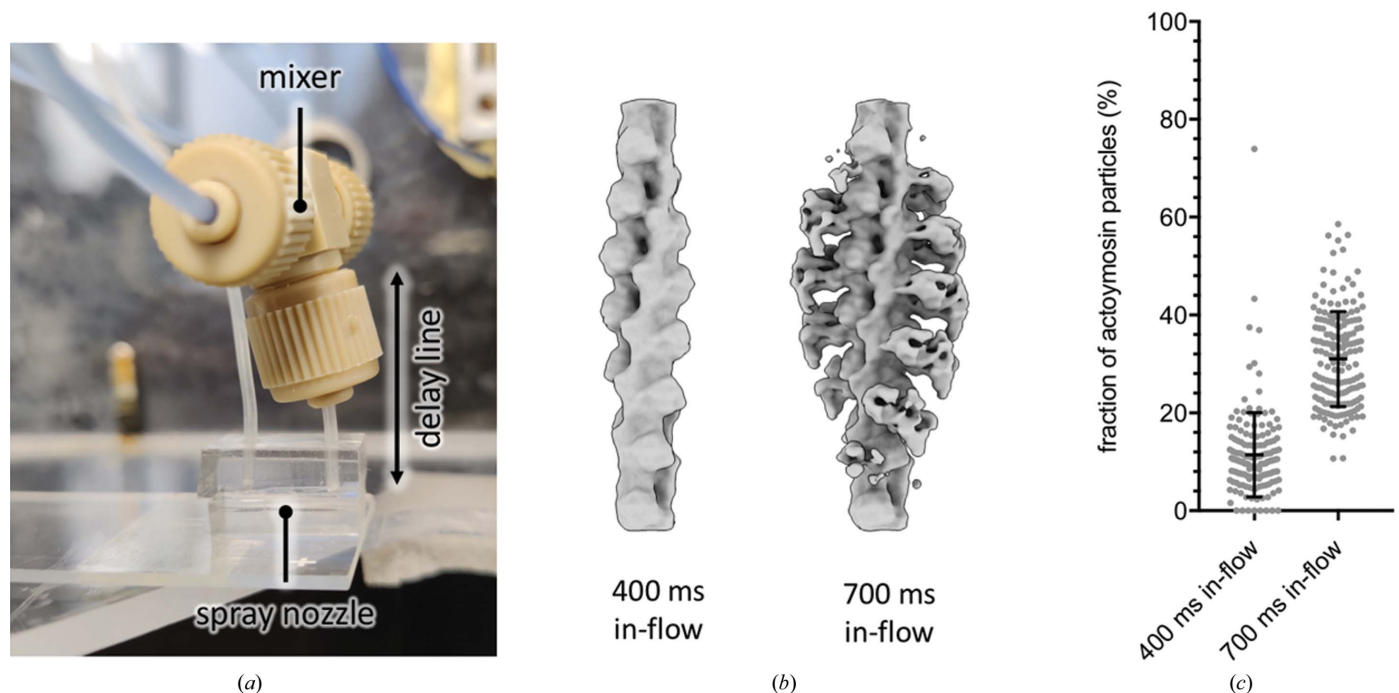 mixer
delay line
spray nozzle
(a)
400 ms
in-flow
700 ms
in-flow
(b)
fraction of actoymosin particles (%)
100
80
60
40
20
0
400 ms in-flow
700 ms in-flow
(c)